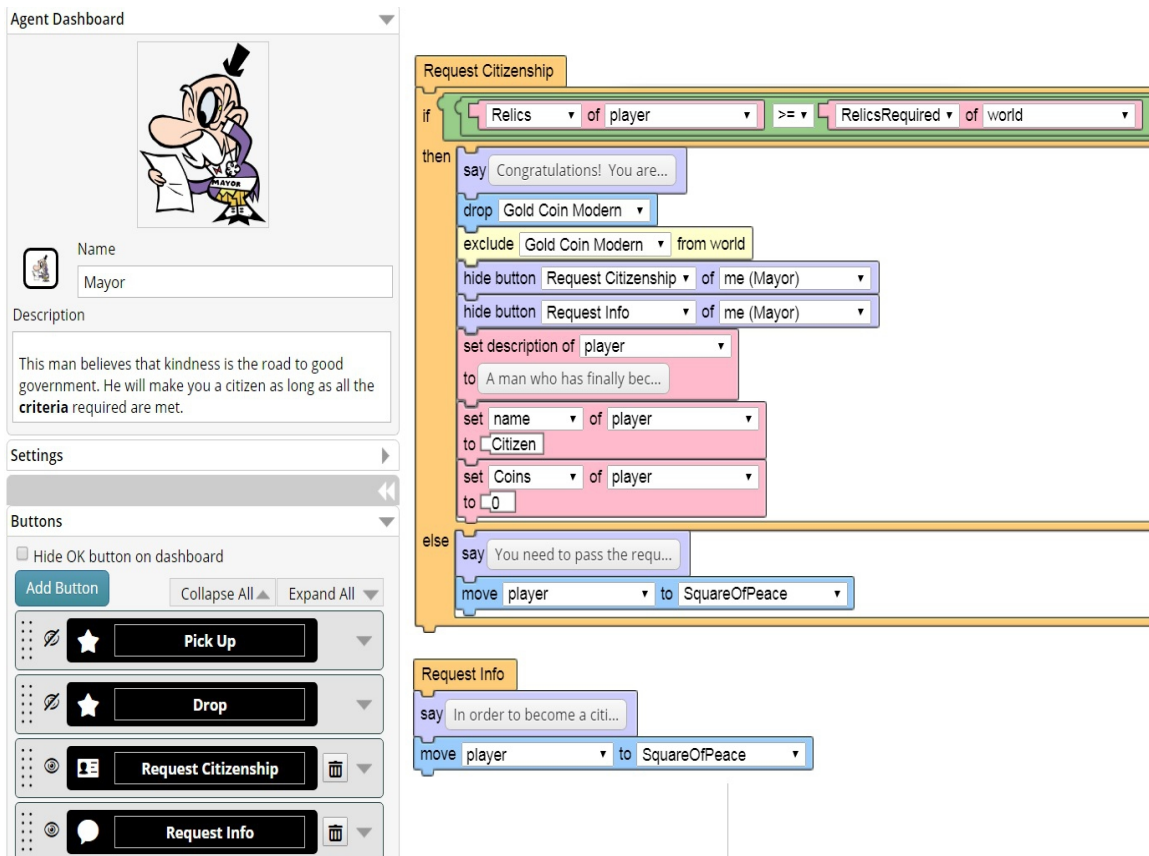 Agent Dashboard
MAYOR
Name
Mayor
Description
This man believes that kindness is the road to good
government. He will make you a citizen as long as all the
criteria required are met.
Settings
Buttons
Hide OK button on dashboard
Add Button
Collapse All
Expand All
Pick Up
Drop
Request Citizenship
Request Info
Request Citizenship
if Relics of player >= RelicsRequired of world
then
say Congratulations! You are...
drop Gold Coin Modern
exclude Gold Coin Modern from world
hide button Request Citizenship of me (Mayor)
hide button Request Info of me (Mayor)
set description of player
to A man who has finally bec...
set name of player
to Citizen
set Coins of player
to 0
else
say You need to pass the requ...
move player to SquareOfPeace
Request Info
say In order to become a citi...
move player to SquareOfPeace